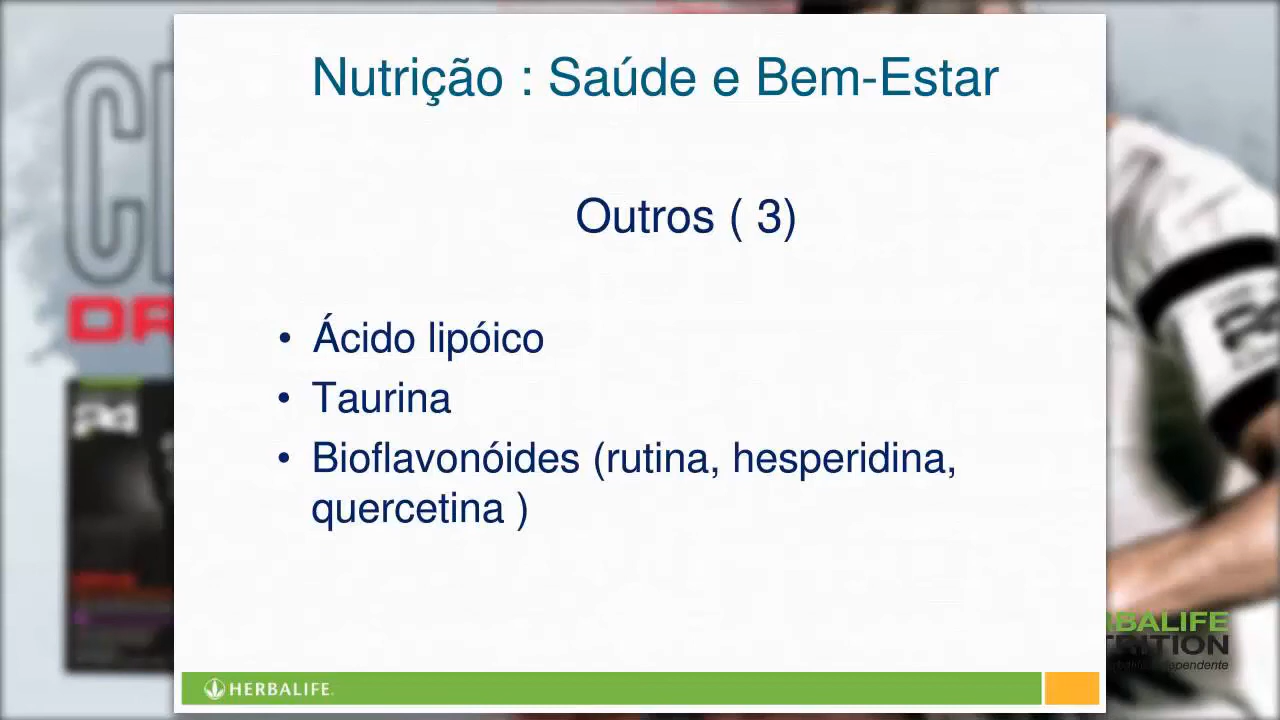 Nutrição : Saúde e Bem-Estar
Outros ( 3)
• Ácido lipóico
• Taurina
• Bioflavonóides (rutina, hesperidina,
quercetina )
HERBALIFE